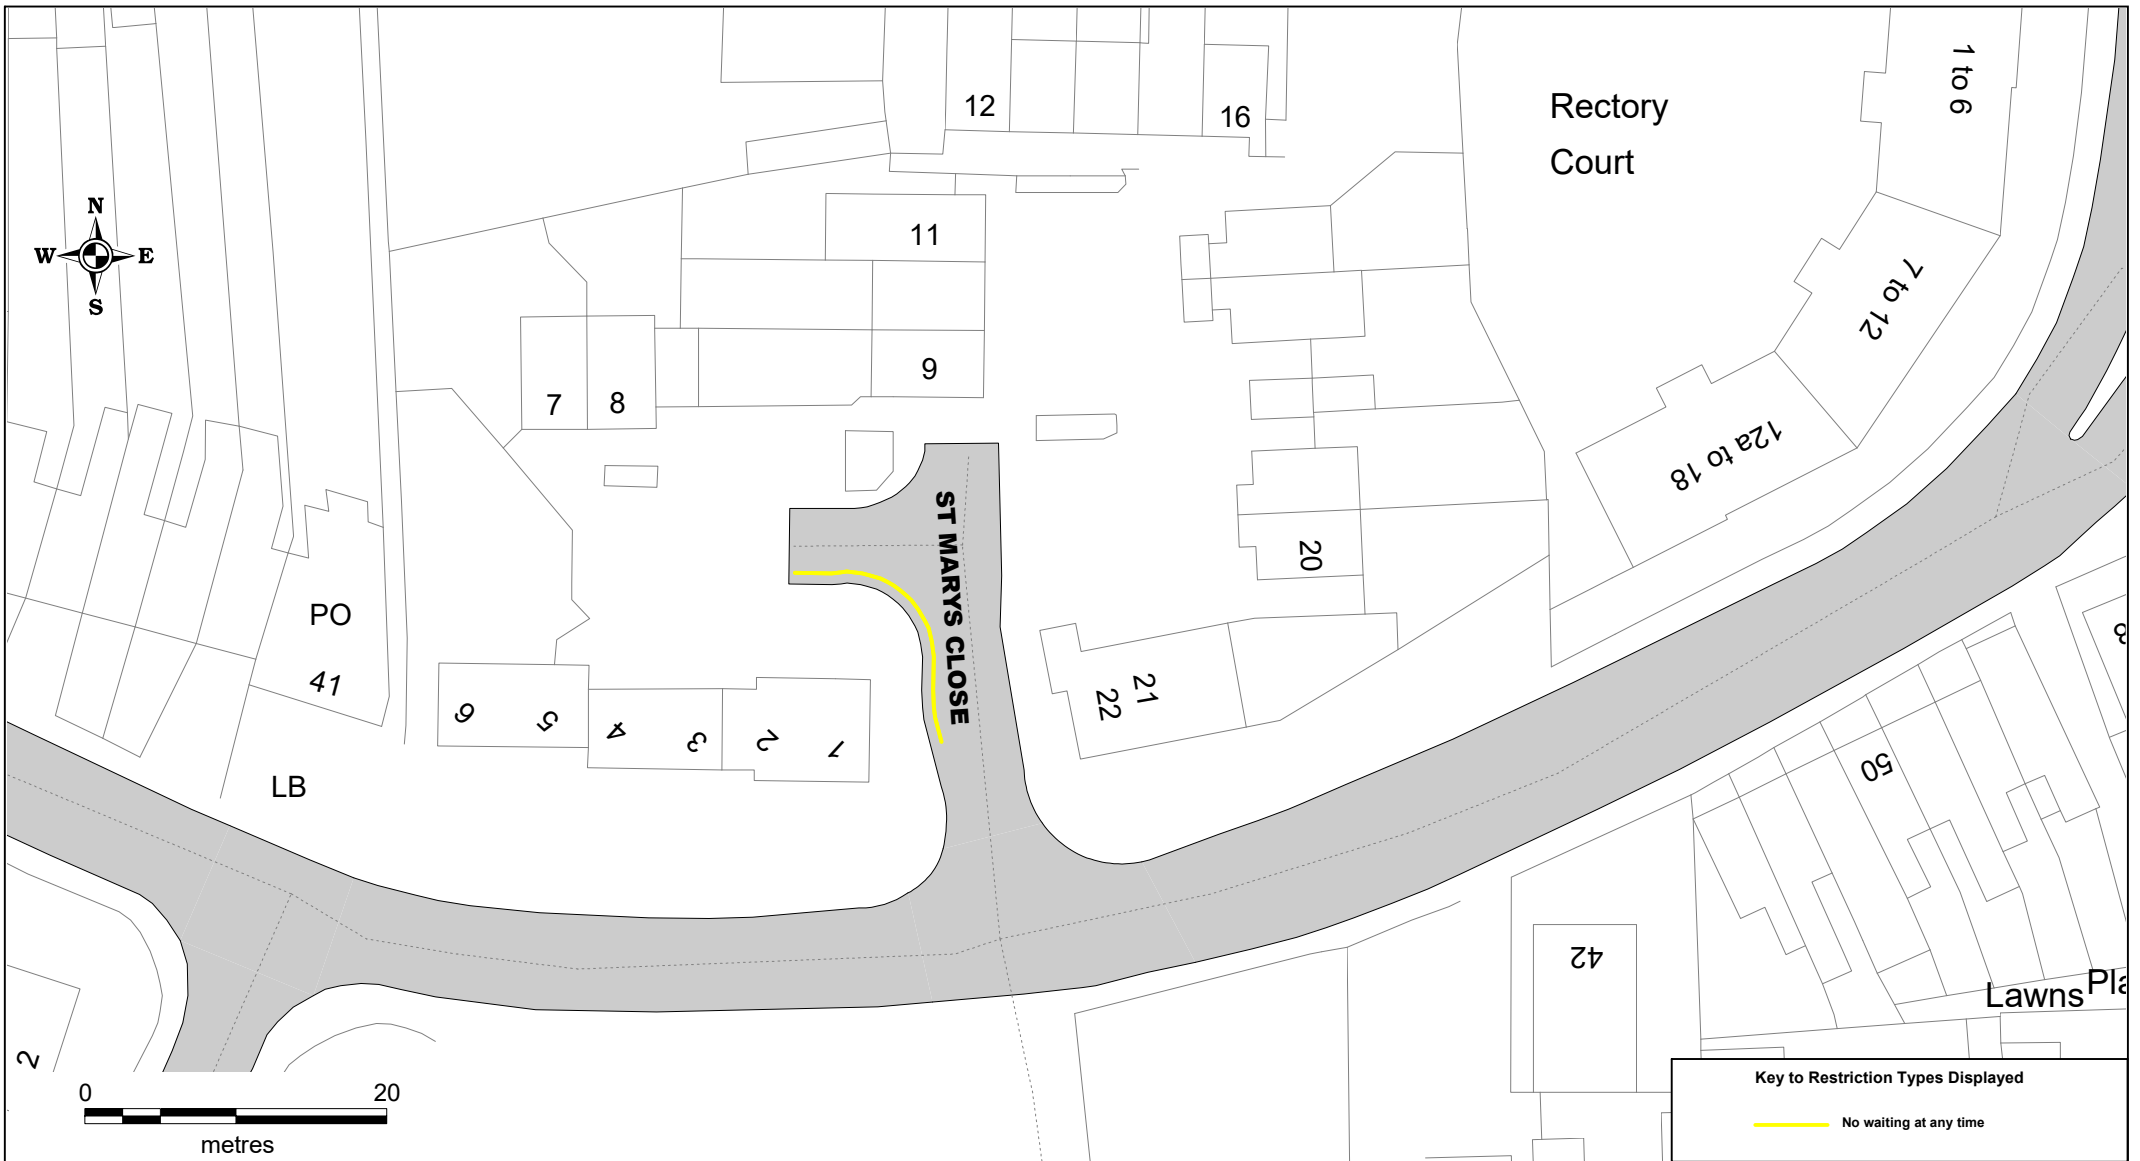 12
16
Rectory
Court
1 to 6
N
W E
S
11
7 to 12
9
7
8
12a to 18
ST MARYS CLOSE
20
PO
41
21
22
6
5
4
3
2
1
LB
50
42
Lawns
2
0 20
metres
Key to Restriction Types Displayed
No waiting at any time